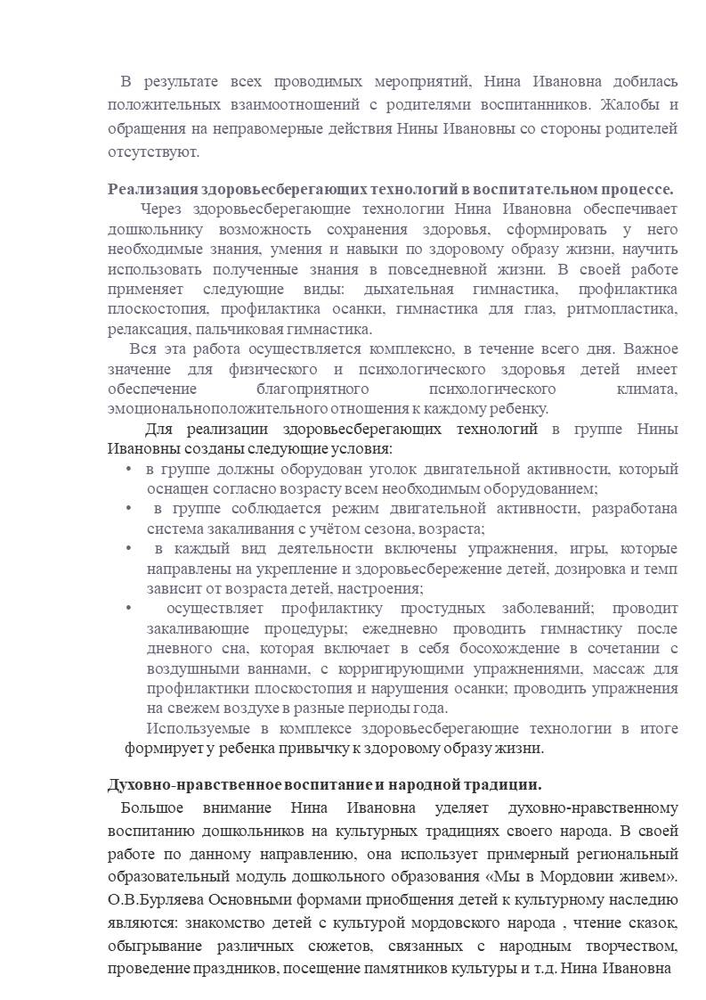 В результате всех проводимых мероприятий, Нина Ивановна добилась
положительных взаимоотношений с родителями воспитанников. Жалобы и
обращения на неправомерные действия Нины Ивановны со стороны родителей
отсутствуют.
Реализация здоровьесберегающих технологий в воспитательном процессе.
Через здоровьесберегающие технологии Нина Ивановна обеспечивает
дошкольнику возможность сохранения здоровья, сформировать у него
необходимые знания, умения и навыки по здоровому образу жизни, научить
использовать полученные знания в повседневной жизни. В своей работе
применяет следующие виды: дыхательная гимнастика, профилактика
плоскостопия, профилактика осанки, гимнастика для глаз, ритмопластика,
релаксация, пальчиковая гимнастика.
Вся эта работа осуществляется комплексно, в течение всего дня. Важное
значение для физического и психологического здоровья детей имеет
обеспечение благоприятного психологического климата,
эмоциональноположительного отношения к каждому ребенку.
Для реализации здоровьесберегающих технологий в группе Нины
Ивановны созданы следующие условия:
• в группе должны оборудован уголок двигательной активности, который
оснащен согласно возрасту всем необходимым оборудованием;
• в группе соблюдается режим двигательной активности, разработана
система закаливания с учётом сезона, возраста;
• в каждый вид деятельности включены упражнения, игры, которые
направлены на укрепление и здоровьесбережение детей, дозировка и темп
зависит от возраста детей, настроения;
• осуществляет профилактику простудных заболеваний; проводит
закаливающие процедуры; ежедневно проводить гимнастику после
дневного сна, которая включает в себя босохождение в сочетании с
воздушными ваннами, с корригирующими упражнениями, массаж для
профилактики плоскостопия и нарушения осанки; проводить упражнения
на свежем воздухе в разные периоды года.
Используемые в комплексе здоровьесберегающие технологии в итоге
формирует у ребенка привычку к здоровому образу жизни.
Духовно-нравственное воспитание и народной традиции.
Большое внимание Нина Ивановна уделяет духовно-нравственному
воспитанию дошкольников на культурных традициях своего народа. В своей
работе по данному направлению, она использует примерный региональный
образовательный модуль дошкольного образования «Мы в Мордовии живем».
О.В.Бурляева Основными формами приобщения детей к культурному наследию
являются: знакомство детей с культурой мордовского народа , чтение сказок,
обыгрывание различных сюжетов, связанных с народным творчеством,
проведение праздников, посещение памятников культуры и т.д. Нина Ивановна